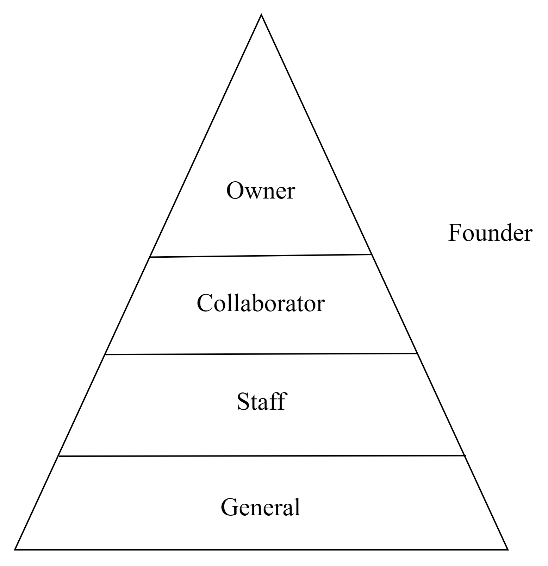 Owner
Founder
Collaborator
Staff
General